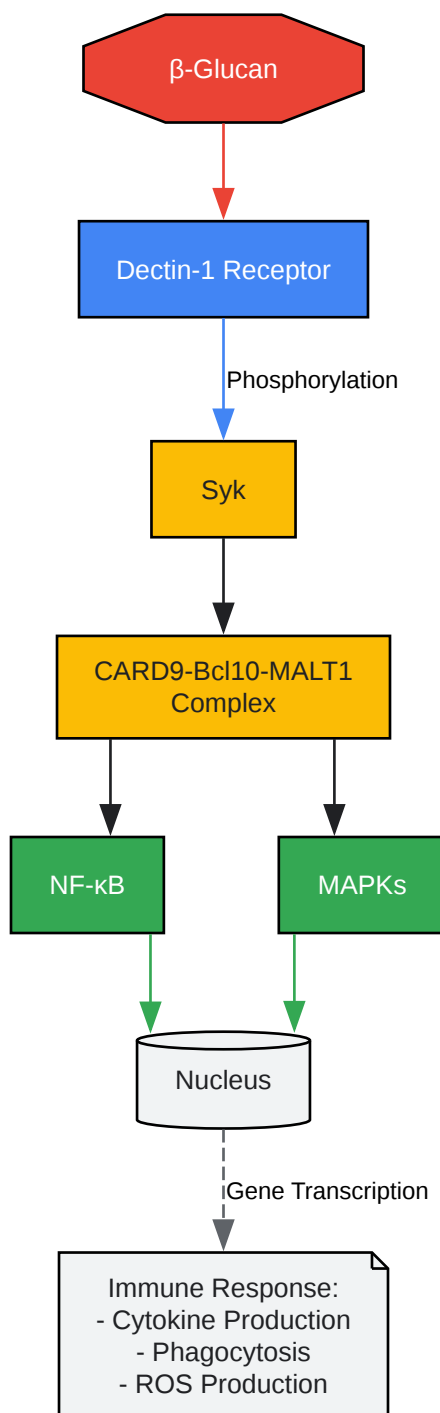 β-Glucan
Dectin-1 Receptor
Phosphorylation
Syk
CARD9-Bcl10-MALT1
Complex
NF-κB
MAPKs
Nucleus
Gene Transcription
Immune Response:
- Cytokine Production
- Phagocytosis
- ROS Production